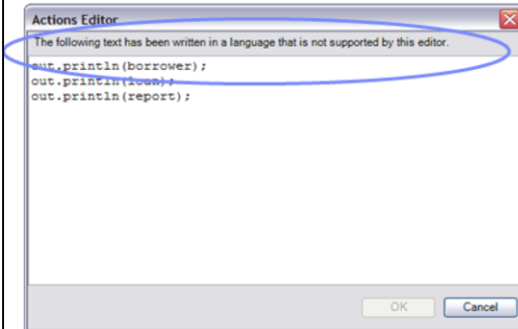 Actions Editor
The following text has been written in a language that is not supported by this editor.
out.println(borrower);
out.println(loan);
out.println(report);
OK
Cancel